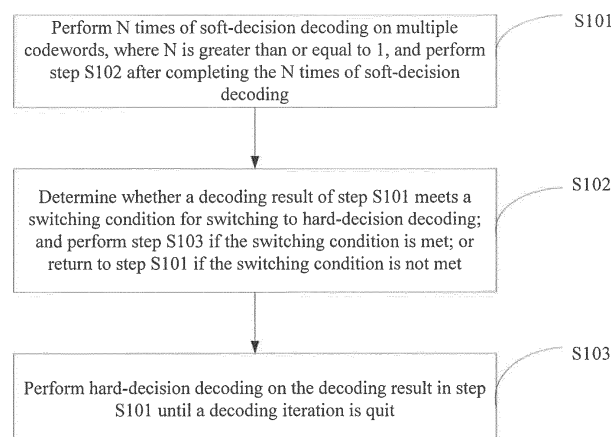 Perform N times of soft-decision decoding on multiple
codewords, where N is greater than or equal to 1, and perform
step S102 after completing the N times of soft-decision
decoding
S101
Determine whether a decoding result of step S101 meets a
switching condition for switching to hard-decision decoding;
and perform step S103 if the switching condition is met; or
return to step S101 if the switching condition is not met
S102
Perform hard-decision decoding on the decoding result in step
S101 until a decoding iteration is quit
S103